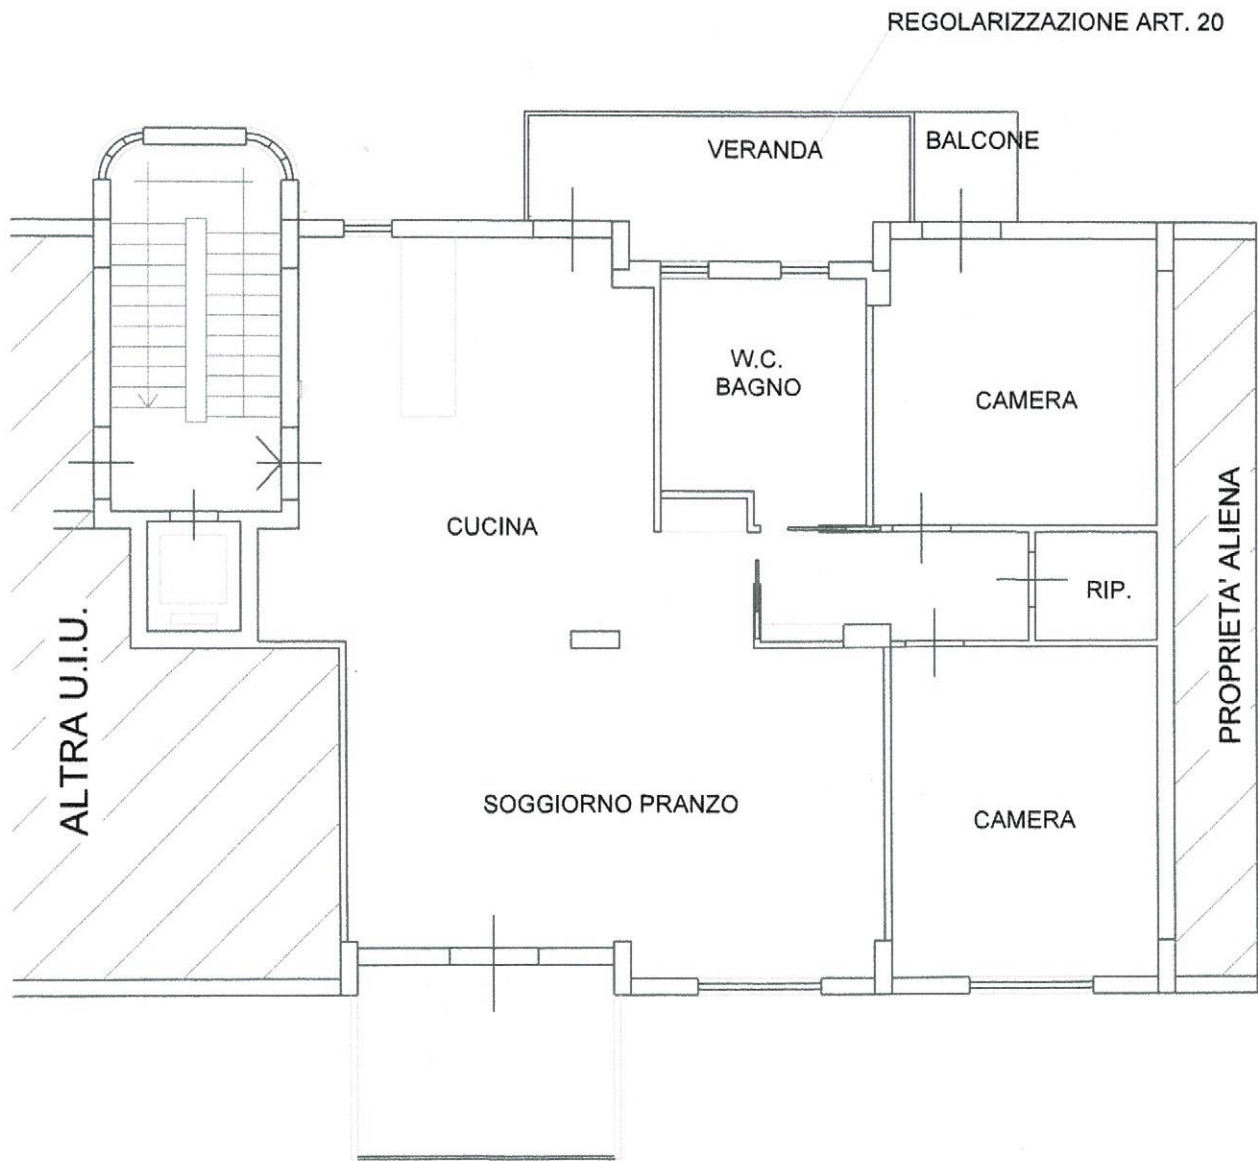 REGOLARIZZAZIONE ART. 20
VERANDA
BALCONE
W.C.
BAGNO
CAMERA
CUCINA
RIP.
PROPRIETA' ALIENA
ALTRA U.I.U.
SOGGIORNO PRANZO
CAMERA